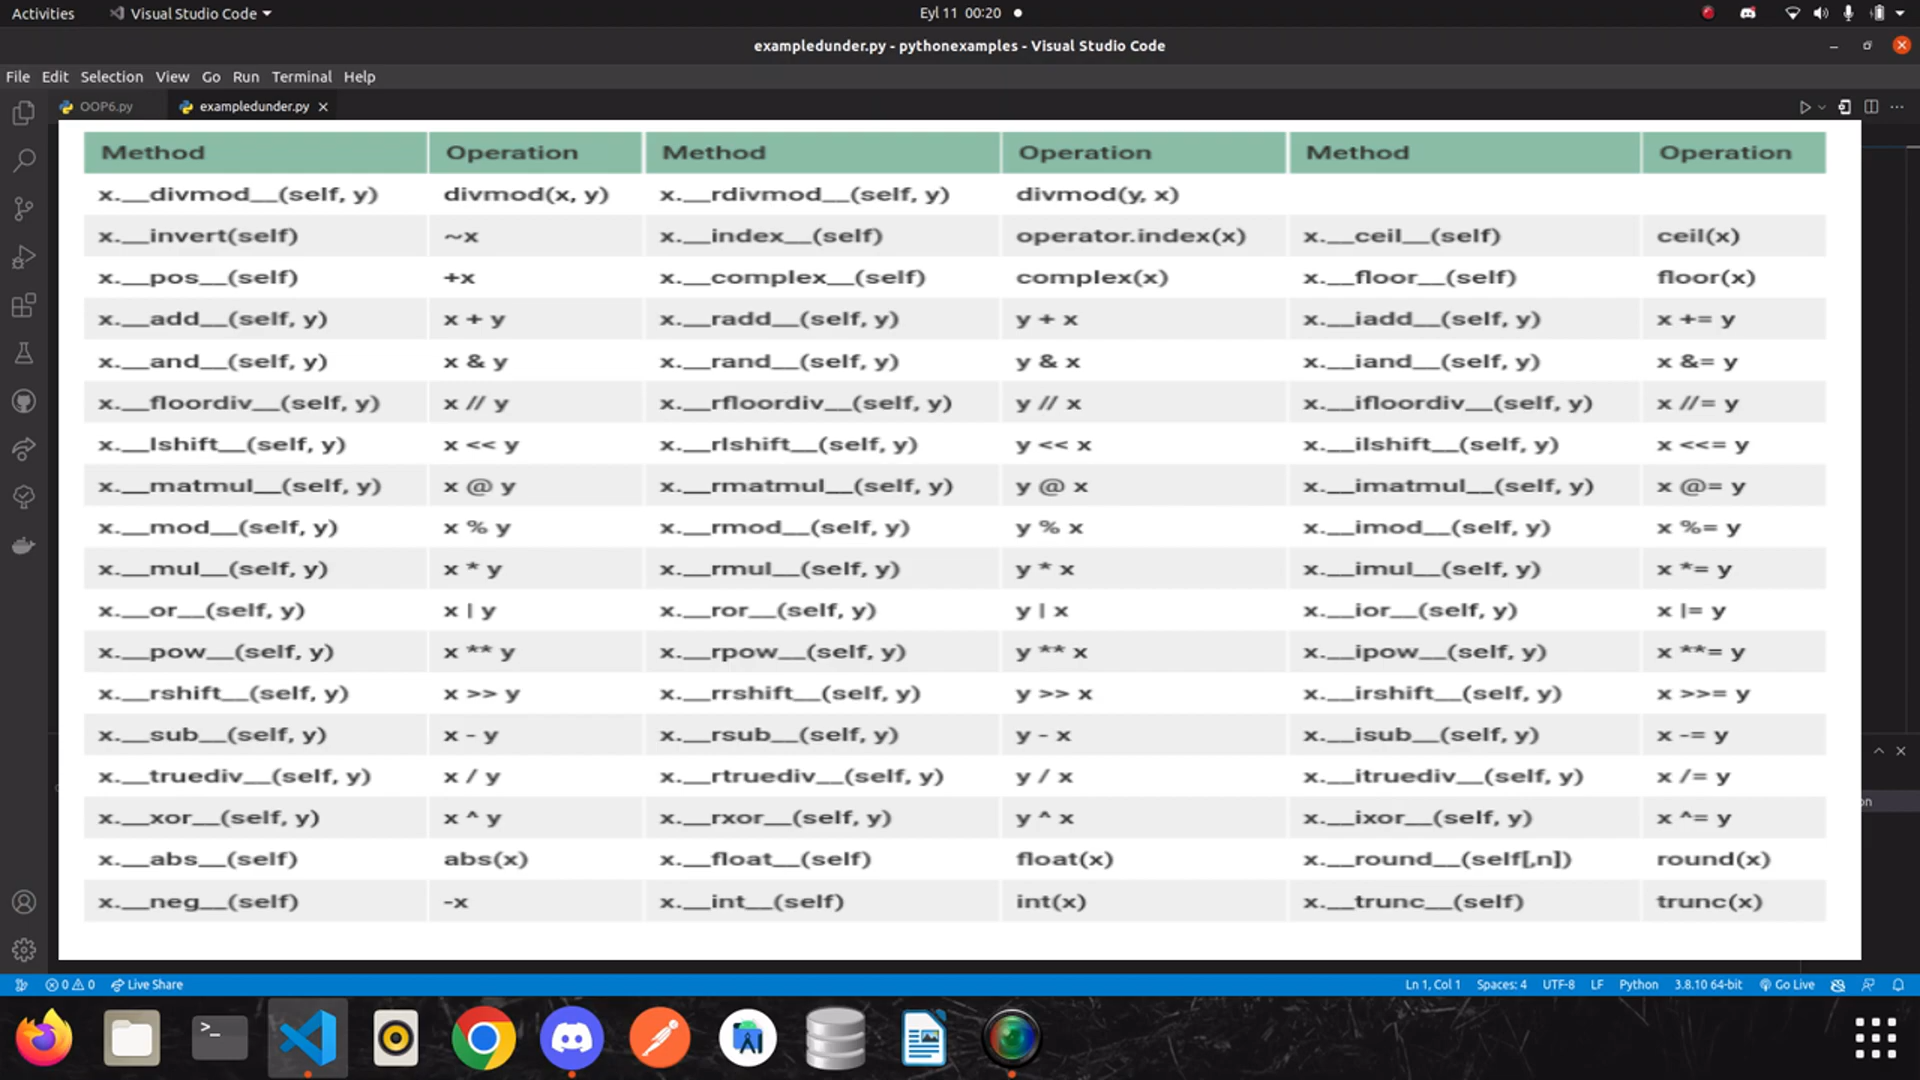 Activities Visual Studio Code Eyl 11 00:20
exampledunder.py - pythonexamples - Visual Studio Code
File Edit Selection View Go Run Terminal Help
OOP6.py exampledunder.py
Method Operation Method Operation Method Operation
x.__divmod__(self, y) divmod(x, y) x.__rdivmod__(self, y) divmod(y, x)
x.__invert(self) ~x x.__index__(self) operator.index(x) x.__ceil__(self) ceil(x)
x.__pos__(self) +x x.__complex__(self) complex(x) x.__floor__(self) floor(x)
x.__add__(self, y) x + y x.__radd__(self, y) y + x x.__iadd__(self, y) x += y
x.__and__(self, y) x & y x.__rand__(self, y) y & x x.__iand__(self, y) x &= y
x.__floordiv__(self, y) x // y x.__rfloordiv__(self, y) y // x x.__ifloordiv__(self, y) x //= y
x.__lshift__(self, y) x << y x.__rlshift__(self, y) y << x x.__ilshift__(self, y) x <<= y
x.__matmul__(self, y) x @ y x.__rmatmul__(self, y) y @ x x.__imatmul__(self, y) x @= y
x.__mod__(self, y) x % y x.__rmod__(self, y) y % x x.__imod__(self, y) x %= y
x.__mul__(self, y) x * y x.__rmul__(self, y) y * x x.__imul__(self, y) x *= y
x.__or__(self, y) x | y x.__ror__(self, y) y | x x.__ior__(self, y) x |= y
x.__pow__(self, y) x ** y x.__rpow__(self, y) y ** x x.__ipow__(self, y) x **= y
x.__rshift__(self, y) x >> y x.__rrshift__(self, y) y >> x x.__irshift__(self, y) x >>= y
x.__sub__(self, y) x - y x.__rsub__(self, y) y - x x.__isub__(self, y) x -= y
x.__truediv__(self, y) x / y x.__rtruediv__(self, y) y / x x.__itruediv__(self, y) x /= y
x.__xor__(self, y) x ^ y x.__rxor__(self, y) y ^ x x.__ixor__(self, y) x ^= y
x.__abs__(self) abs(x) x.__float__(self) float(x) x.__round__(self[,n]) round(x)
x.__neg__(self) -x x.__int__(self) int(x) x.__trunc__(self) trunc(x)
0 0 Live Share Ln 1, Col 1 Spaces: 4 UTF-8 LF Python 3.8.10 64-bit Go Live